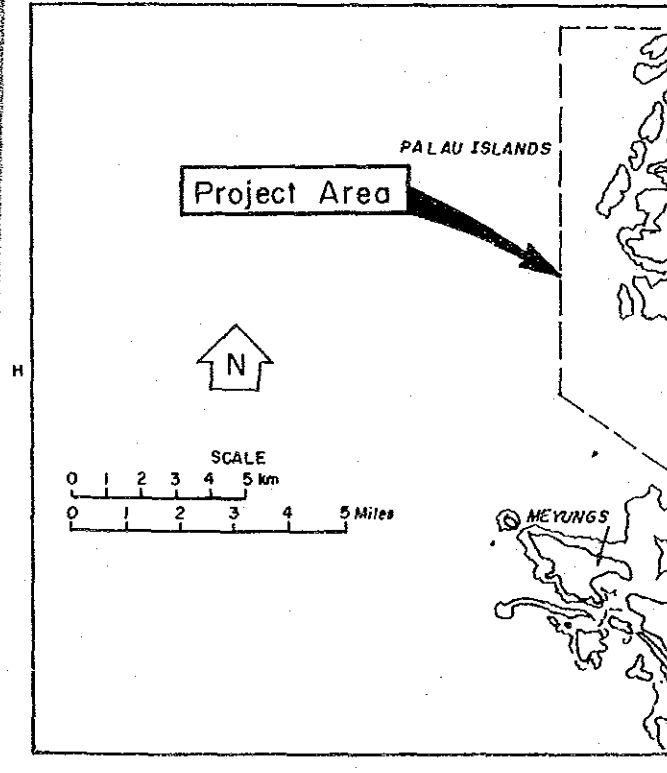 PALAU ISLANDS
Project Area
H
N
SCALE
0 1 2 3 4 5 km
0 1 2 3 4 5 Miles
MEYUNGS